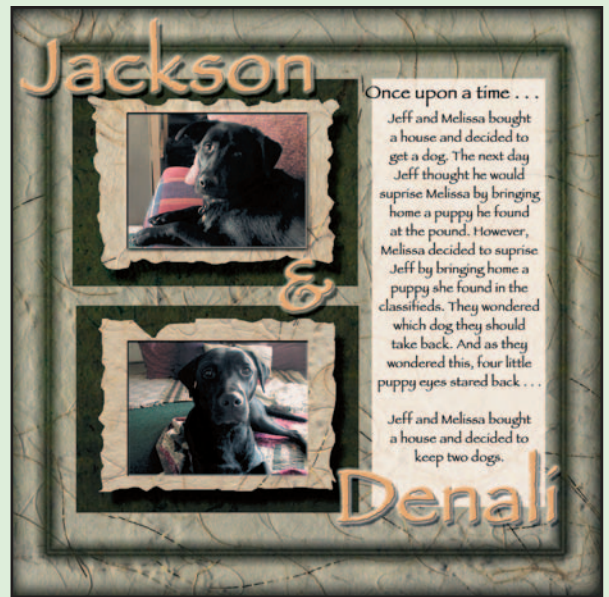 Jackson
&
Denali
Once upon a time . . .
Jeff and Melissa bought
a house and decided to
get a dog. The next day
Jeff thought he would
suprise Melissa by bringing
home a puppy he found
at the pound. However,
Melissa decided to suprise
Jeff by bringing home a
puppy she found in the
classifieds. They wondered
which dog they should
take back. And as they
wondered this, four little
puppy eyes stared back . . .
Jeff and Melissa bought
a house and decided to
keep two dogs.